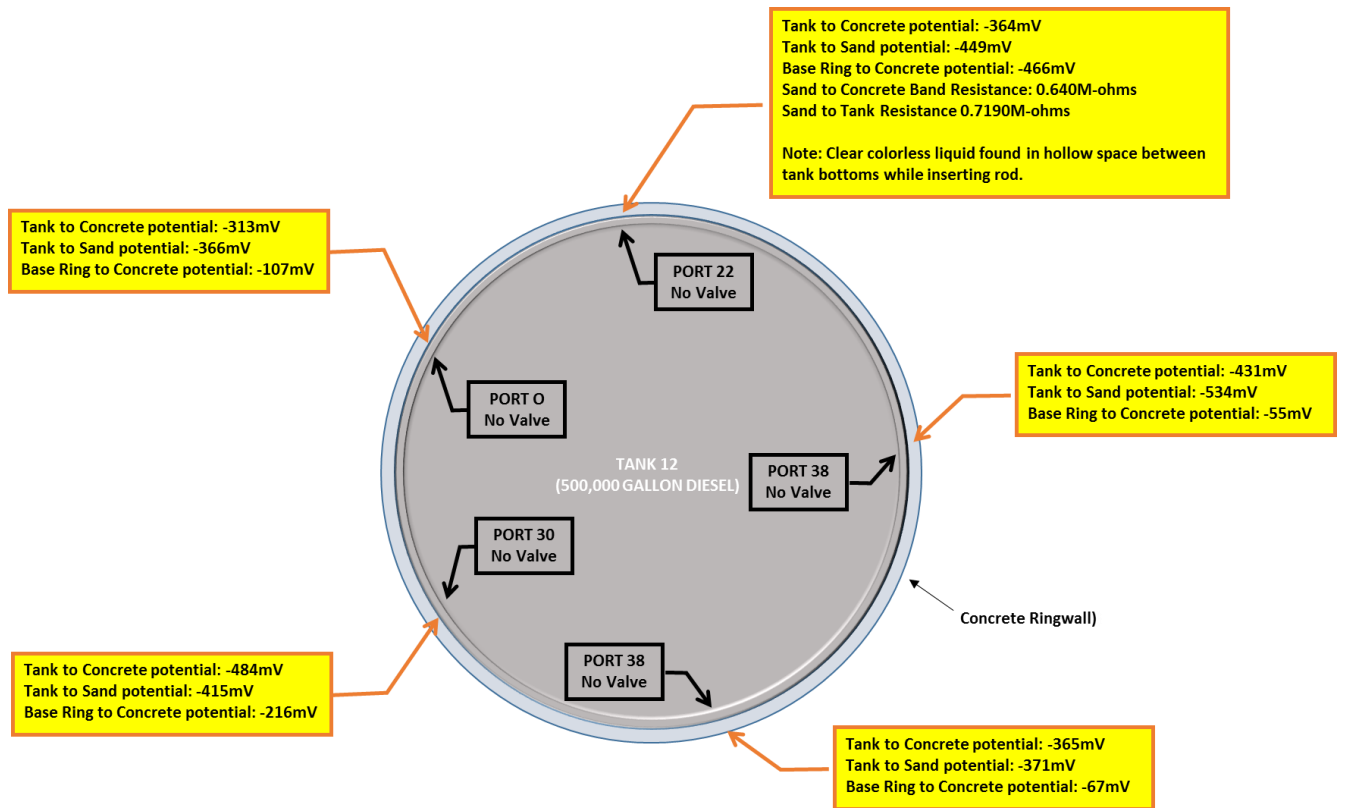 Tank to Concrete potential: -364mV
Tank to Sand potential: -449mV
Base Ring to Concrete potential: -466mV
Sand to Concrete Band Resistance: 0.640M-ohms
Sand to Tank Resistance 0.7190M-ohms
Note: Clear colorless liquid found in hollow space between
tank bottoms while inserting rod.
Tank to Concrete potential: -313mV
Tank to Sand potential: -366mV
Base Ring to Concrete potential: -107mV
PORT 22
No Valve
Tank to Concrete potential: -431mV
Tank to Sand potential: -534mV
Base Ring to Concrete potential: -55mV
PORT O
No Valve
TANK 12
(500,000 GALLON DIESEL)
PORT 38
No Valve
PORT 30
No Valve
Concrete Ringwall)
Tank to Concrete potential: -484mV
Tank to Sand potential: -415mV
Base Ring to Concrete potential: -216mV
PORT 38
No Valve
Tank to Concrete potential: -365mV
Tank to Sand potential: -371mV
Base Ring to Concrete potential: -67mV